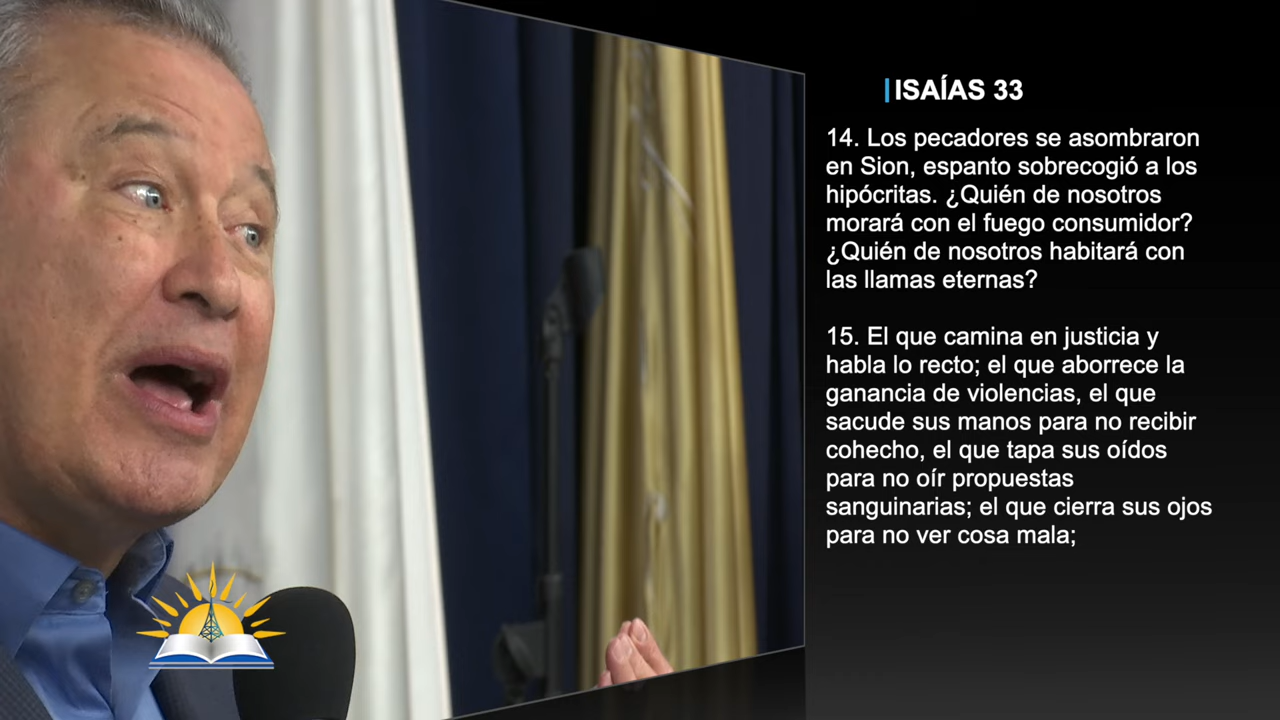 ISAÍAS 33
14. Los pecadores se asombraron
en Sion, espanto sobrecogió a los
hipócritas. ¿Quién de nosotros
morará con el fuego consumidor?
¿Quién de nosotros habitará con
las llamas eternas?
15. El que camina en justicia y
habla lo recto; el que aborrece la
ganancia de violencias, el que
sacude sus manos para no recibir
cohecho, el que tapa sus oídos
para no oír propuestas
sanguinarias; el que cierra sus ojos
para no ver cosa mala;